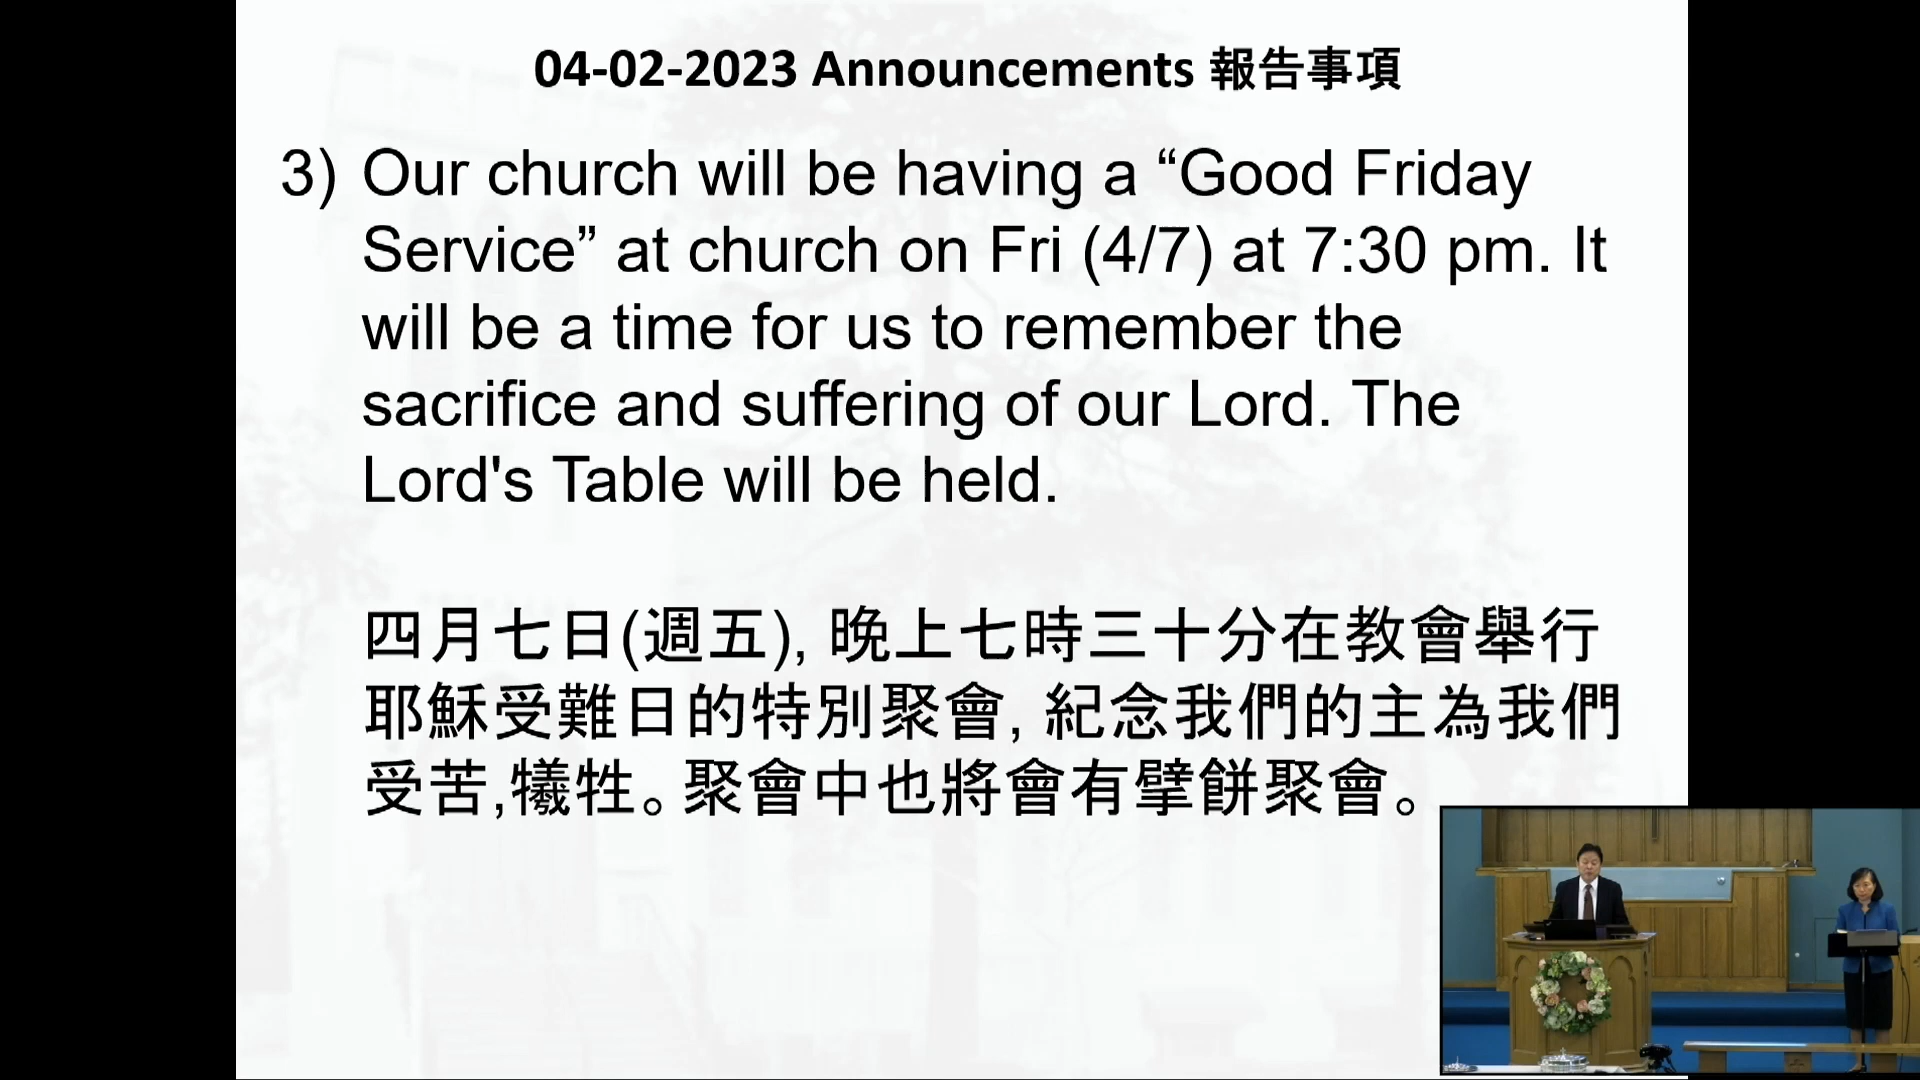 04-02-2023 Announcements 報告事項
3) Our church will be having a “Good Friday
Service” at church on Fri (4/7) at 7:30 pm. It
will be a time for us to remember the
sacrifice and suffering of our Lord. The
Lord's Table will be held.
四月七日(週五), 晚上七時三十分在教會舉行
耶穌受難日的特別聚會, 紀念我們的主為我們
受苦,犧牲。聚會中也將會有擘餅聚會。